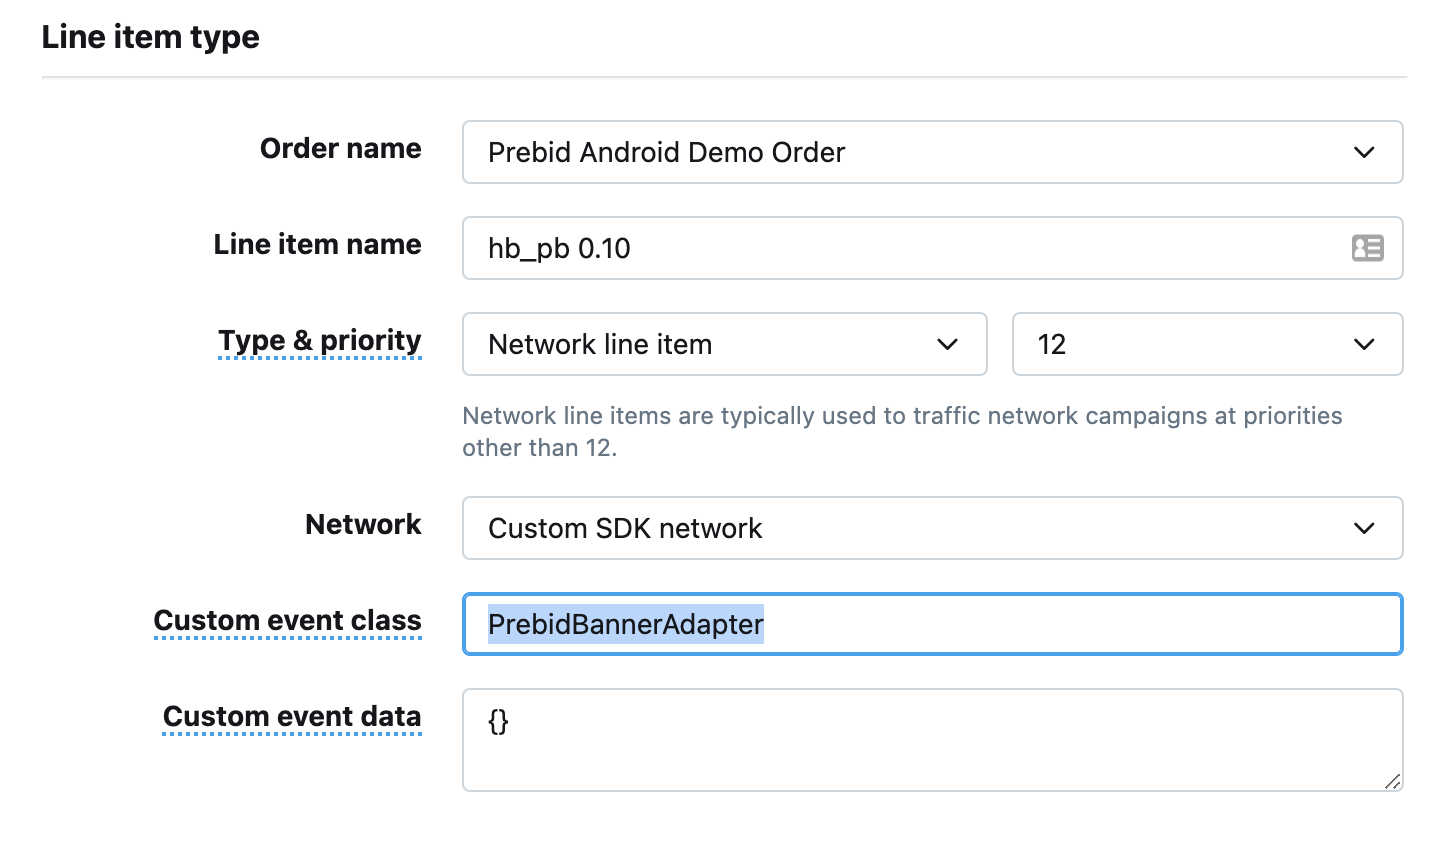 Line item type
Order name
Prebid Android Demo Order
Line item name
hb_pb 0.10
Type & priority
Network line item
12
Network line items are typically used to traffic network campaigns at priorities
other than 12.
Network
Custom SDK network
Custom event class
PrebidBannerAdapter
Custom event data
{}